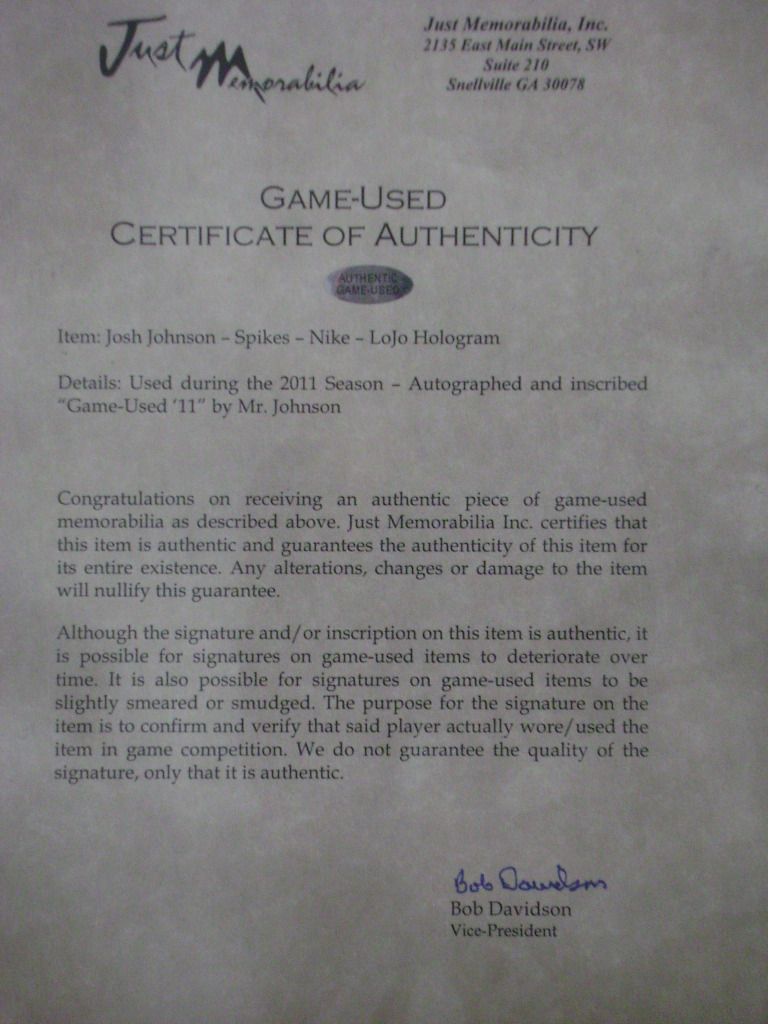 Just Memorabilia
Just Memorabilia, Inc.
2135 East Main Street, SW
Suite 210
Snellville GA 30078
GAME-USED
CERTIFICATE OF AUTHENTICITY
AUTHENTIC
GAME-USED
Item: Josh Johnson – Spikes – Nike – LoJo Hologram
Details: Used during the 2011 Season – Autographed and inscribed
“Game-Used ‘11” by Mr. Johnson
Congratulations on receiving an authentic piece of game-used
memorabilia as described above. Just Memorabilia Inc. certifies that
this item is authentic and guarantees the authenticity of this item for
its entire existence. Any alterations, changes or damage to the item
will nullify this guarantee.
Although the signature and/or inscription on this item is authentic, it
is possible for signatures on game-used items to deteriorate over
time. It is also possible for signatures on game-used items to be
slightly smeared or smudged. The purpose for the signature on the
item is to confirm and verify that said player actually wore/used the
item in game competition. We do not guarantee the quality of the
signature, only that it is authentic.
Bob Davidson
Bob Davidson
Vice-President